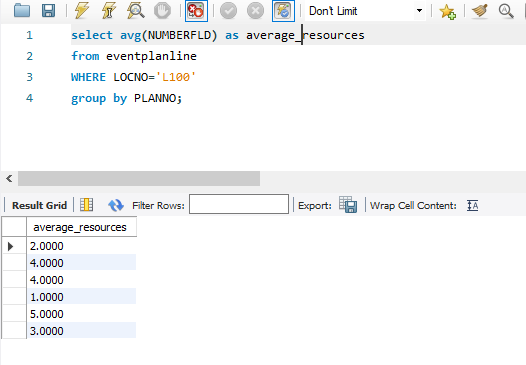 Don't Limit
1 select avg(NUMBERFLD) as average_resources
2 from eventplanline
3 WHERE LOCNO='L100'
4 group by PLANNO;
Result Grid Filter Rows: Export: Wrap Cell Content:
average_resources
2.0000
4.0000
4.0000
1.0000
5.0000
3.0000